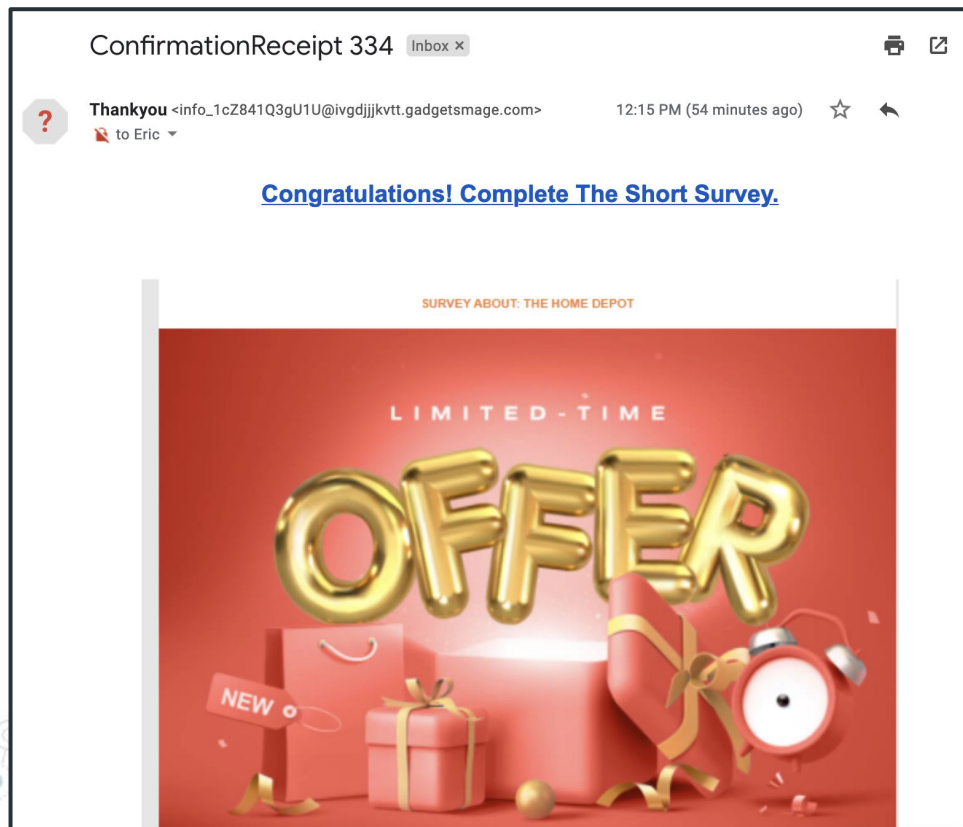 ConfirmationReceipt 334 Inbox ×
Thankyou <info_1cZ841Q3gU1U@ivgdjjjkvtt.gadgetsmage.com> 12:15 PM (54 minutes ago)
? to Eric
Congratulations! Complete The Short Survey.
SURVEY ABOUT: THE HOME DEPOT
LIMITED-TIME
OFFER
NEW